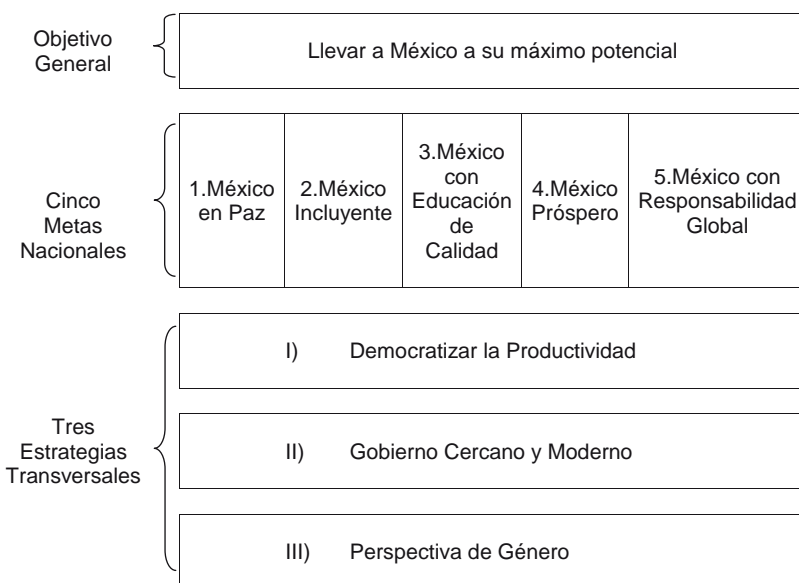 Objetivo
General
Llevar a México a su máximo potencial
Cinco
Metas
Nacionales
1.México
en Paz
2.México
Incluyente
3.México
con
Educación
de
Calidad
4.México
Próspero
5.México con
Responsabilidad
Global
Tres
Estrategias
Transversales
I) Democratizar la Productividad
II) Gobierno Cercano y Moderno
III) Perspectiva de Género